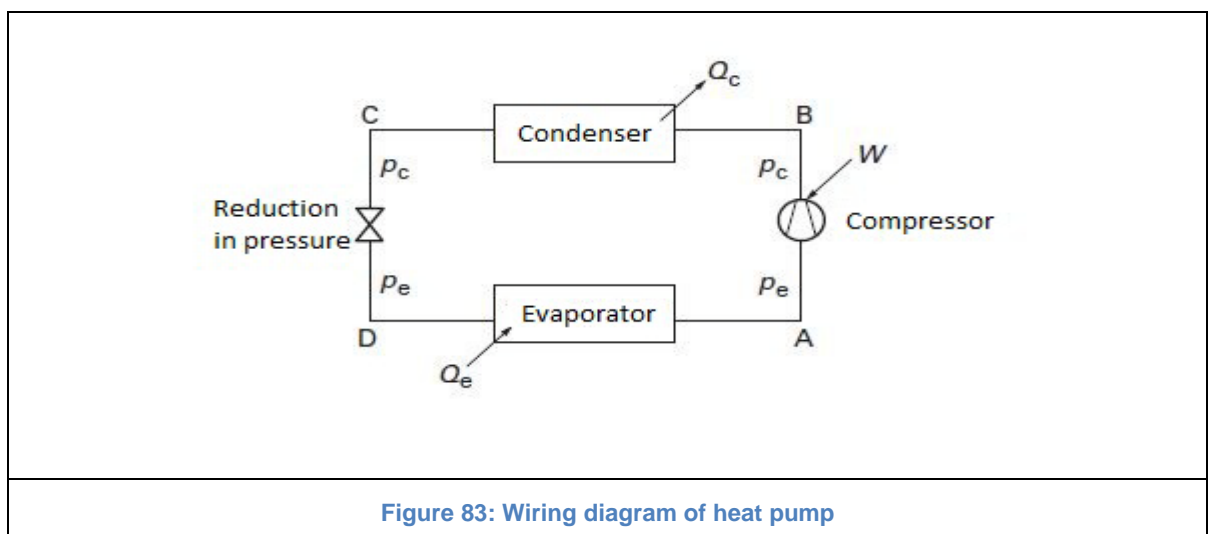 Qc
C
Condenser
B
pc
pc
W
Reduction
in pressure
Compressor
pe
pe
Evaporator
D
A
Qe
Figure 83: Wiring diagram of heat pump